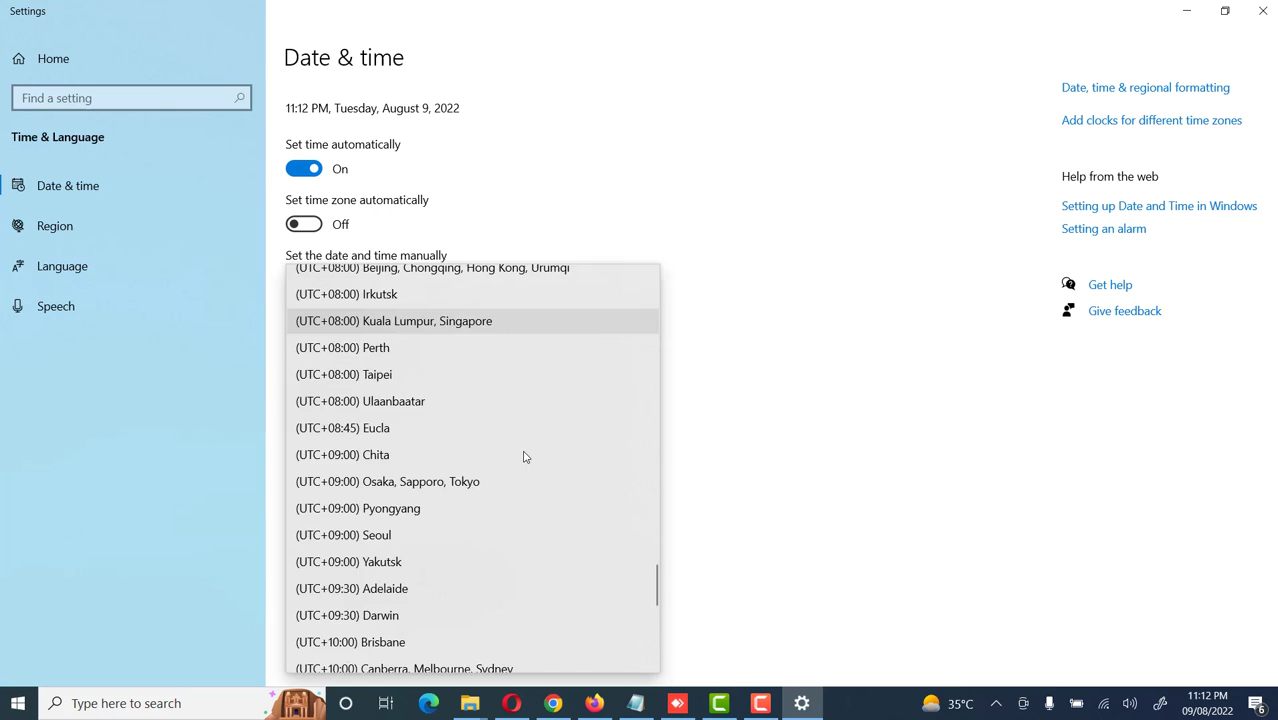 Settings
Home
Find a setting
Time & Language
Date & time
Region
Language
Speech
Date & time
11:12 PM, Tuesday, August 9, 2022
Set time automatically
On
Set time zone automatically
Off
Set the date and time manually
(UTC+08:00) Beijing, Chongqing, Hong Kong, Urumqi
(UTC+08:00) Irkutsk
(UTC+08:00) Kuala Lumpur, Singapore
(UTC+08:00) Perth
(UTC+08:00) Taipei
(UTC+08:00) Ulaanbaatar
(UTC+08:45) Eucla
(UTC+09:00) Chita
(UTC+09:00) Osaka, Sapporo, Tokyo
(UTC+09:00) Pyongyang
(UTC+09:00) Seoul
(UTC+09:00) Yakutsk
(UTC+09:30) Adelaide
(UTC+09:30) Darwin
(UTC+10:00) Brisbane
(UTC+10:00) Canberra, Melbourne, Sydney
Date, time & regional formatting
Add clocks for different time zones
Help from the web
Setting up Date and Time in Windows
Setting an alarm
Get help
Give feedback
Type here to search
35°C
11:12 PM
09/08/2022
6